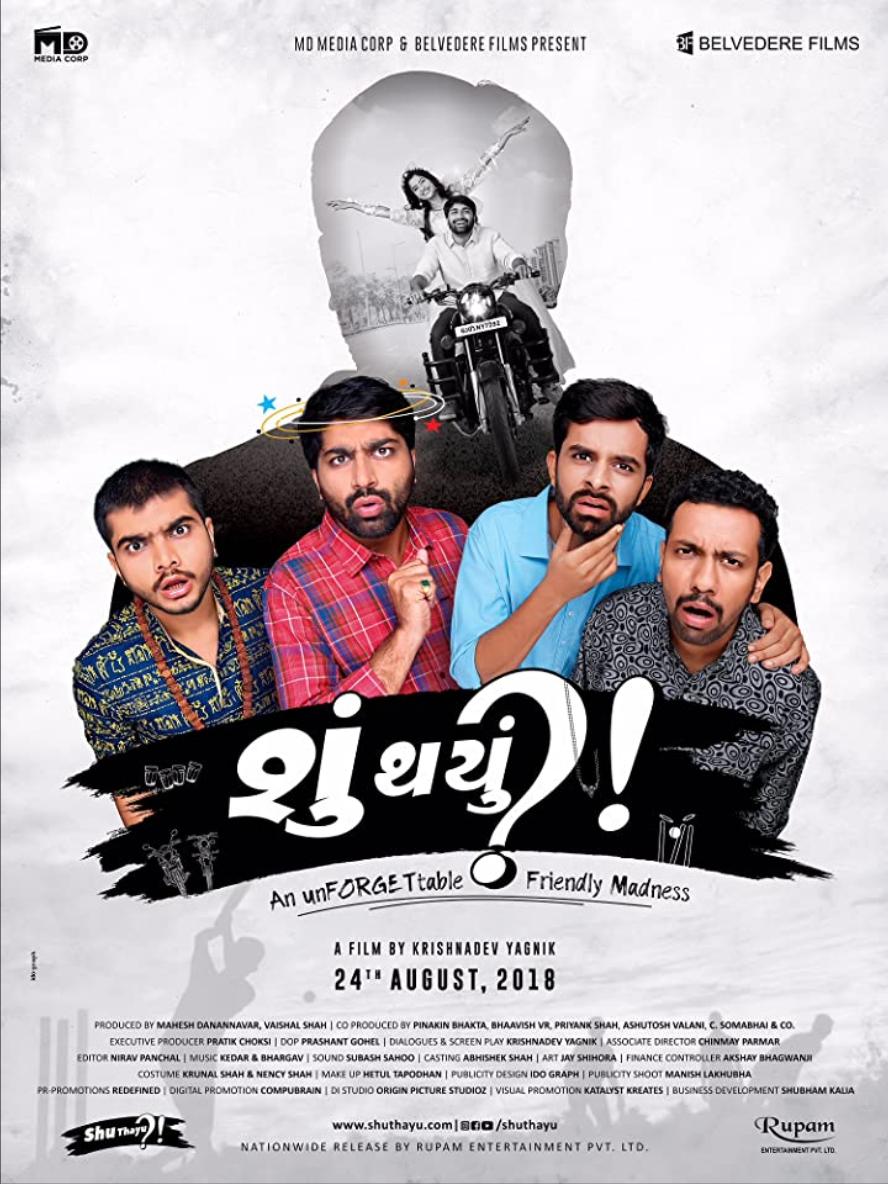 MD
MEDIA CORP
MD MEDIA CORP & BELVEDERE FILMS PRESENT
BF BELVEDERE FILMS
GJ01NY7292
શું થયું?!
An unFORGETtable Friendly Madness
A FILM BY KRISHNADEV YAGNIK
24TH AUGUST, 2018
ido graph
PRODUCED BY MAHESH DANANNAVAR, VAISHAL SHAH | CO PRODUCED BY PINAKIN BHAKTA, BHAAVISH VR, PRIYANK SHAH, ASHUTOSH VALANI, C. SOMABHAI & CO.
EXECUTIVE PRODUCER PRATIK CHOKSI | DOP PRASHANT GOHEL | DIALOGUES & SCREEN PLAY KRISHNADEV YAGNIK | ASSOCIATE DIRECTOR CHINMAY PARMAR
EDITOR NIRAV PANCHAL | MUSIC KEDAR & BHARGAV | SOUND SUBASH SAHOO | CASTING ABHISHEK SHAH | ART JAY SHIHORA | FINANCE CONTROLLER AKSHAY BHAGWANJI
COSTUME KRUNAL SHAH & NENCY SHAH | MAKE UP HETUL TAPODHAN | PUBLICITY DESIGN IDO GRAPH | PUBLICITY SHOOT MANISH LAKHUBHA
PR-PROMOTIONS REDEFINED | DIGITAL PROMOTION COMPUBRAIN | DI STUDIO ORIGIN PICTURE STUDIOZ | VISUAL PROMOTION KATALYST KREATES | BUSINESS DEVELOPMENT SHUBHAM KALIA
Shu Thayu?!
www.shuthayu.com | /shuthayu
NATIONWIDE RELEASE BY RUPAM ENTERTAINMENT PVT. LTD.
Rupam
ENTERTAINMENT PVT. LTD.